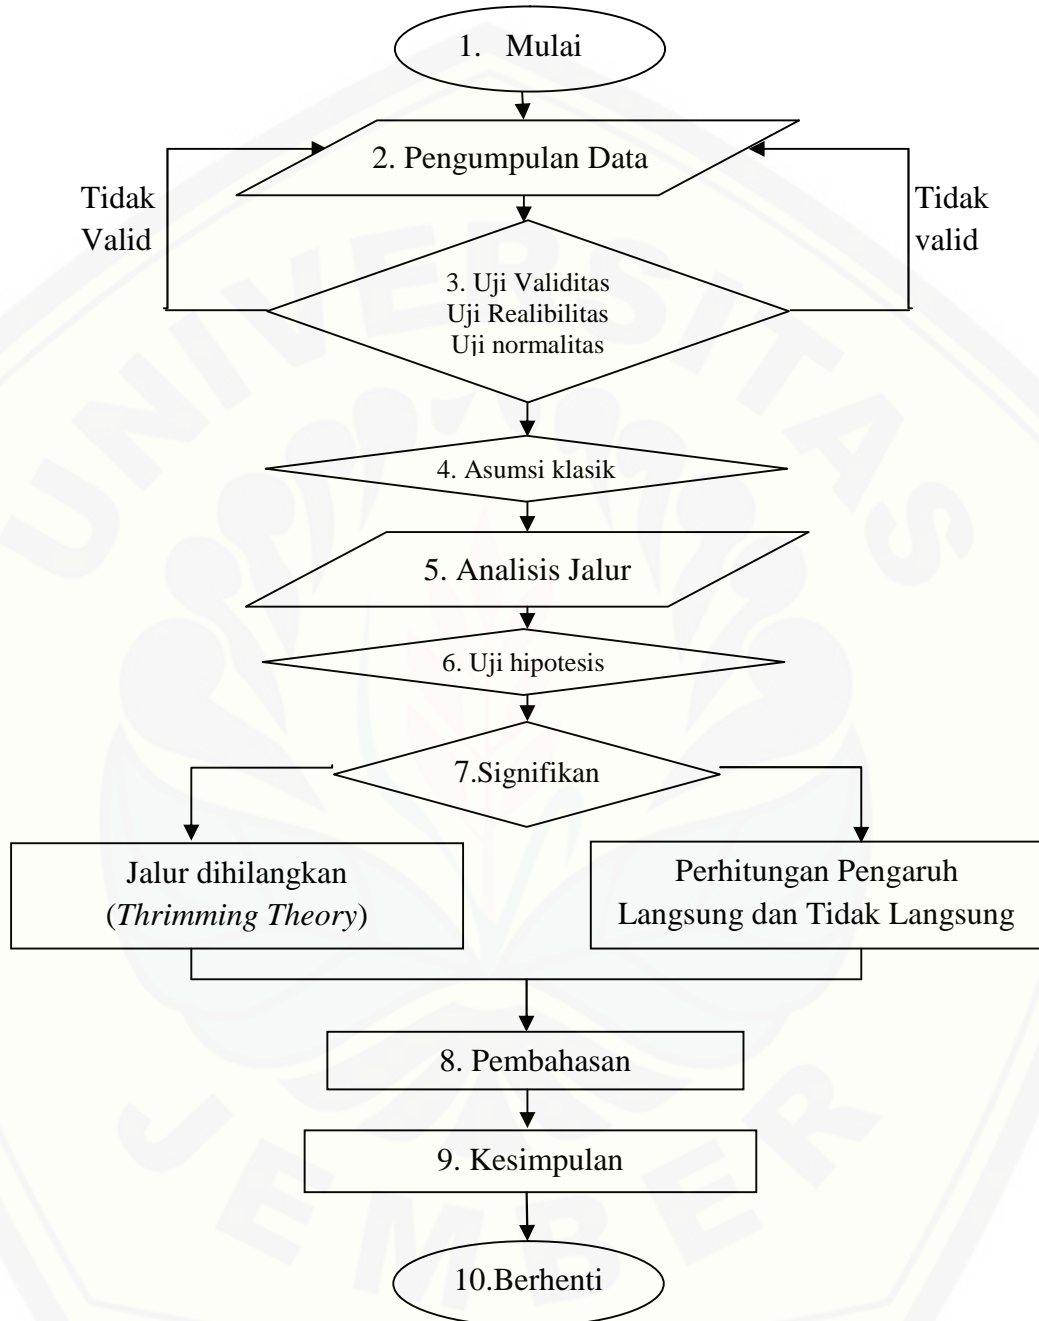 1. Mulai
2. Pengumpulan Data
Tidak
Valid
Tidak
valid
3. Uji Validitas
Uji Realibilitas
Uji normalitas
4. Asumsi klasik
5. Analisis Jalur
6. Uji hipotesis
7.Signifikan
Jalur dihilangkan
(Thrimming Theory)
Perhitungan Pengaruh
Langsung dan Tidak Langsung
8. Pembahasan
9. Kesimpulan
10.Berhenti
UNIVERSITAS
JEMBER